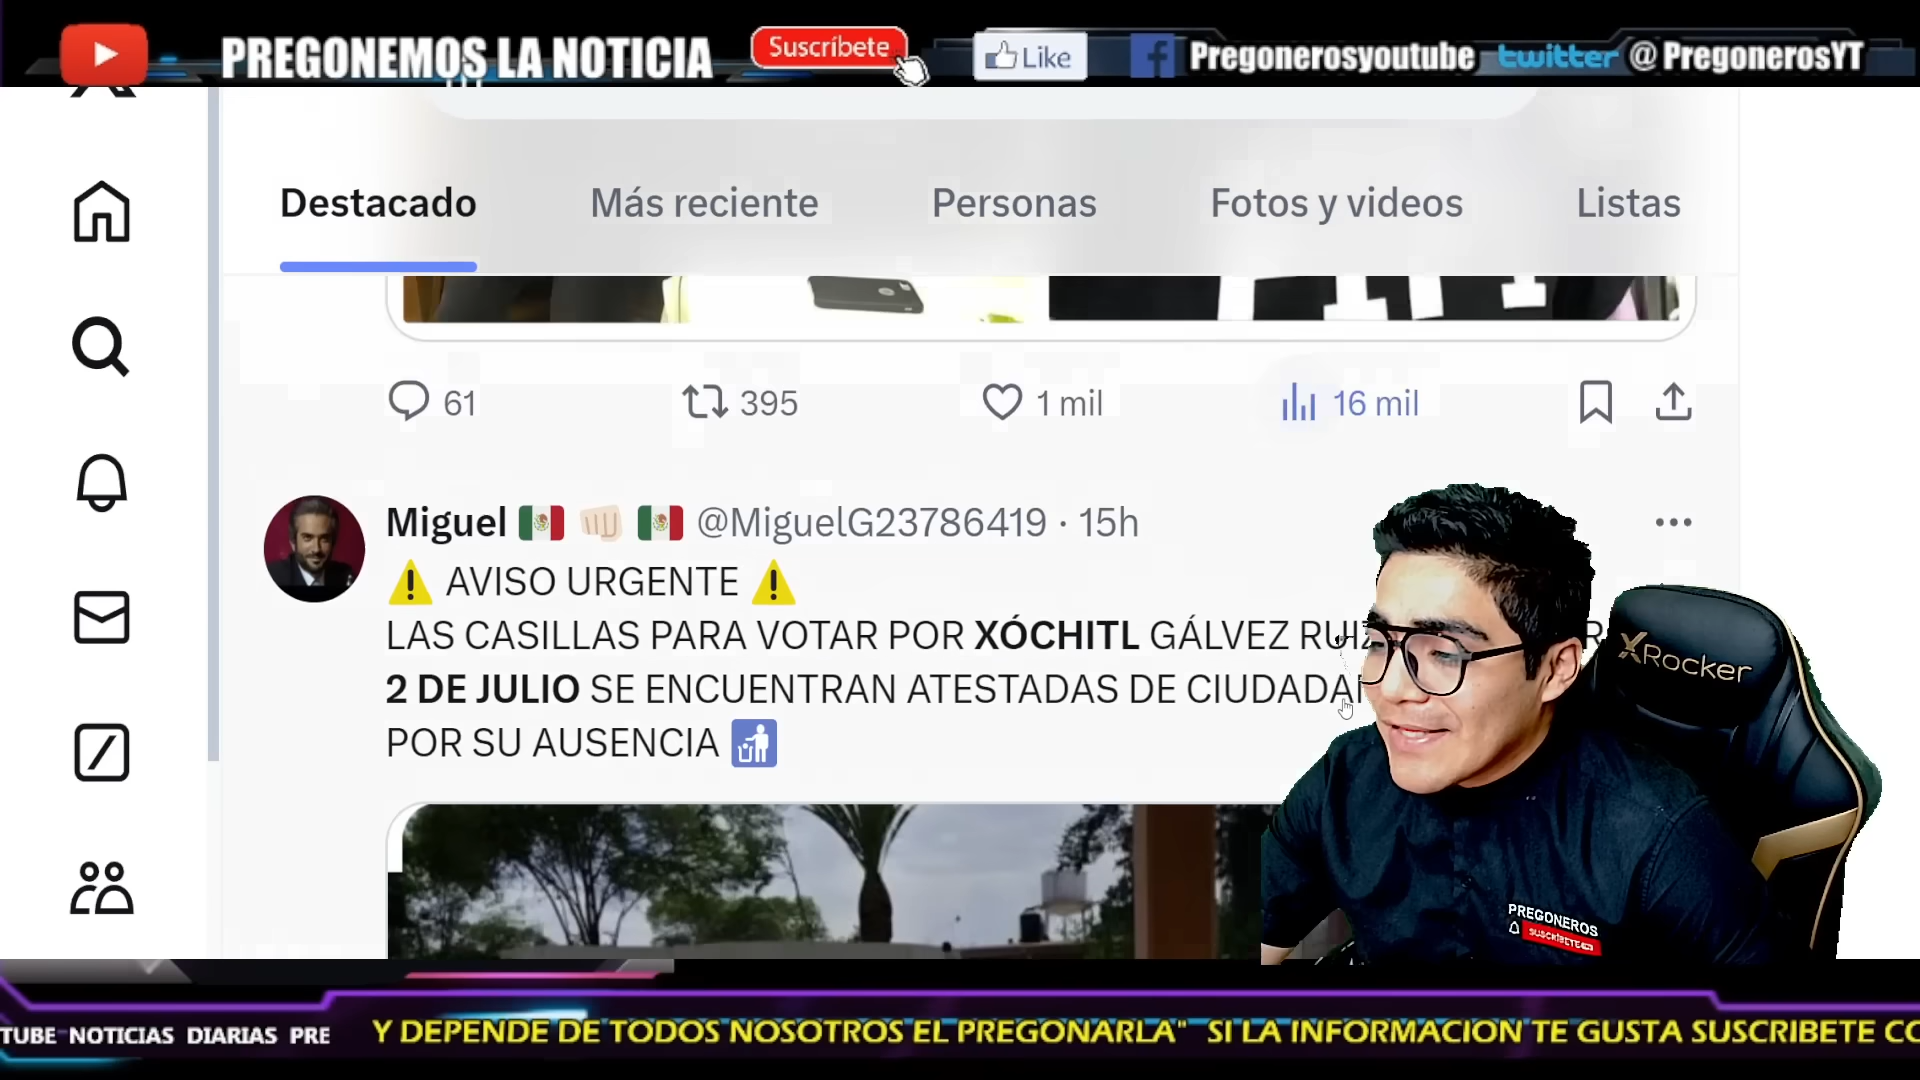 PREGONEMOS LA NOTICIA
Suscríbete
Like
Pregonerosyoutube
twitter @PregonerosYT
Destacado
Más reciente
Personas
Fotos y videos
Listas
61
395
1 mil
16 mil
Miguel @MiguelG23786419 · 15h
AVISO URGENTE
LAS CASILLAS PARA VOTAR POR XÓCHITL GÁLVEZ
2 DE JULIO SE ENCUENTRAN ATESTADAS DE
POR SU AUSENCIA
XRocker
PREGONEROS
SUSCRÍBETE
TUBE NOTICIAS DIARIAS PRE
Y DEPENDE DE TODOS NOSOTROS EL PREGONARLA" SI LA INFORMACION TE GUSTA SUSCRIBETE CO